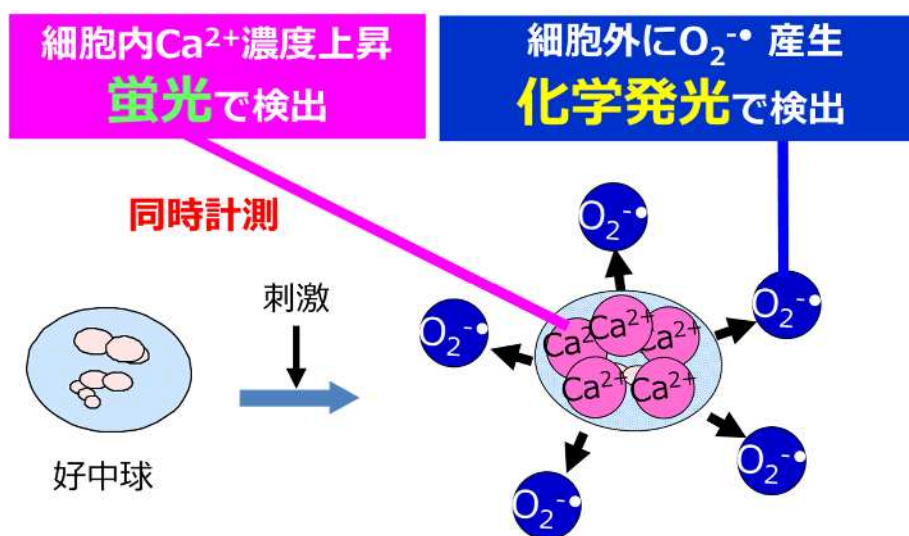 細胞内Ca²⁺濃度上昇
蛍光で検出
細胞外にO₂⁻• 産生
化学発光で検出
同時計測
刺激
好中球
O₂⁻•
O₂⁻•
O₂⁻•
O₂⁻•
O₂⁻•
Ca²
Ca²⁺
Ca²⁺
Ca²⁺
Ca²⁺